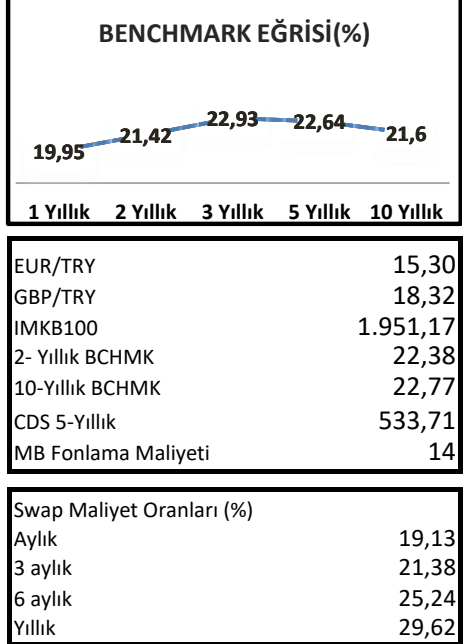 BENCHMARK EĞRİSİ(%)
19,95 21,42 22,93 22,64 21,6
1 Yıllık 2 Yıllık 3 Yıllık 5 Yıllık 10 Yıllık
EUR/TRY 15,30
GBP/TRY 18,32
IMKB100 1.951,17
2- Yıllık BCHMK 22,38
10-Yıllık BCHMK 22,77
CDS 5-Yıllık 533,71
MB Fonlama Maliyeti 14
Swap Maliyet Oranları (%)
Aylık 19,13
3 aylık 21,38
6 aylık 25,24
Yıllık 29,62